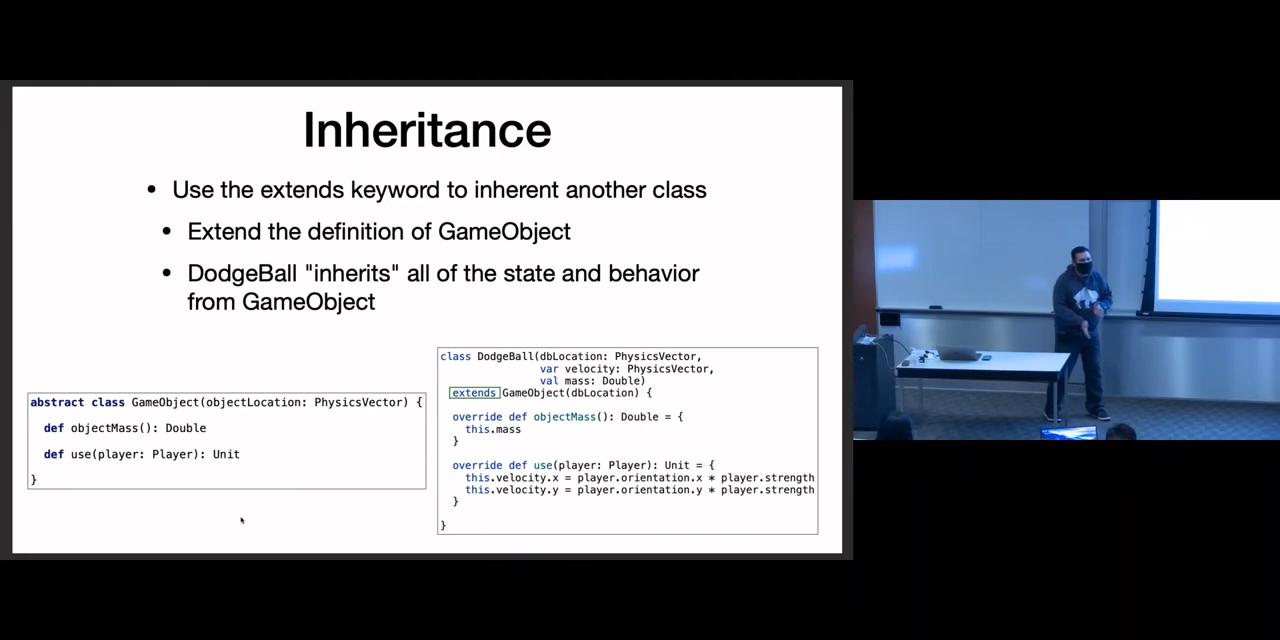 Inheritance
• Use the extends keyword to inherent another class
• Extend the definition of GameObject
• DodgeBall "inherits" all of the state and behavior
from GameObject
abstract class GameObject(objectLocation: PhysicsVector) {
def objectMass(): Double
def use(player: Player): Unit
}
class DodgeBall(dbLocation: PhysicsVector,
var velocity: PhysicsVector,
val mass: Double)
extends GameObject(dbLocation) {
override def objectMass(): Double = {
this.mass
}
override def use(player: Player): Unit = {
this.velocity.x = player.orientation.x * player.strength
this.velocity.y = player.orientation.y * player.strength
}
}